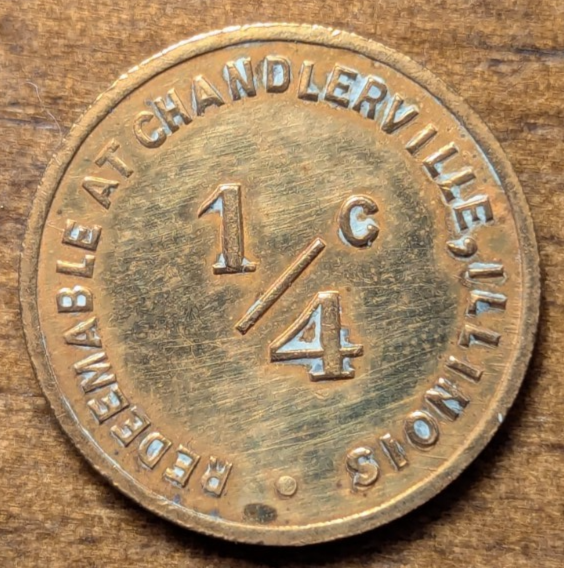 REDEEMABLE AT CHANDLERVILLE, ILLINOIS
1/4 C